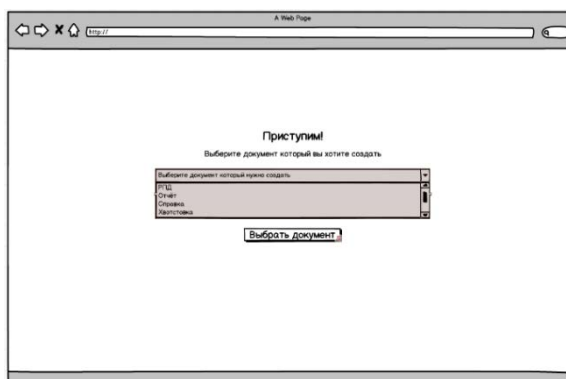 A Web Page
http://
Приступим!
Выберите документ который вы хотите создать
Выберите документ который нужно создать
РПД
Отчёт
Справка
Хвотстовка
Выбрать документ